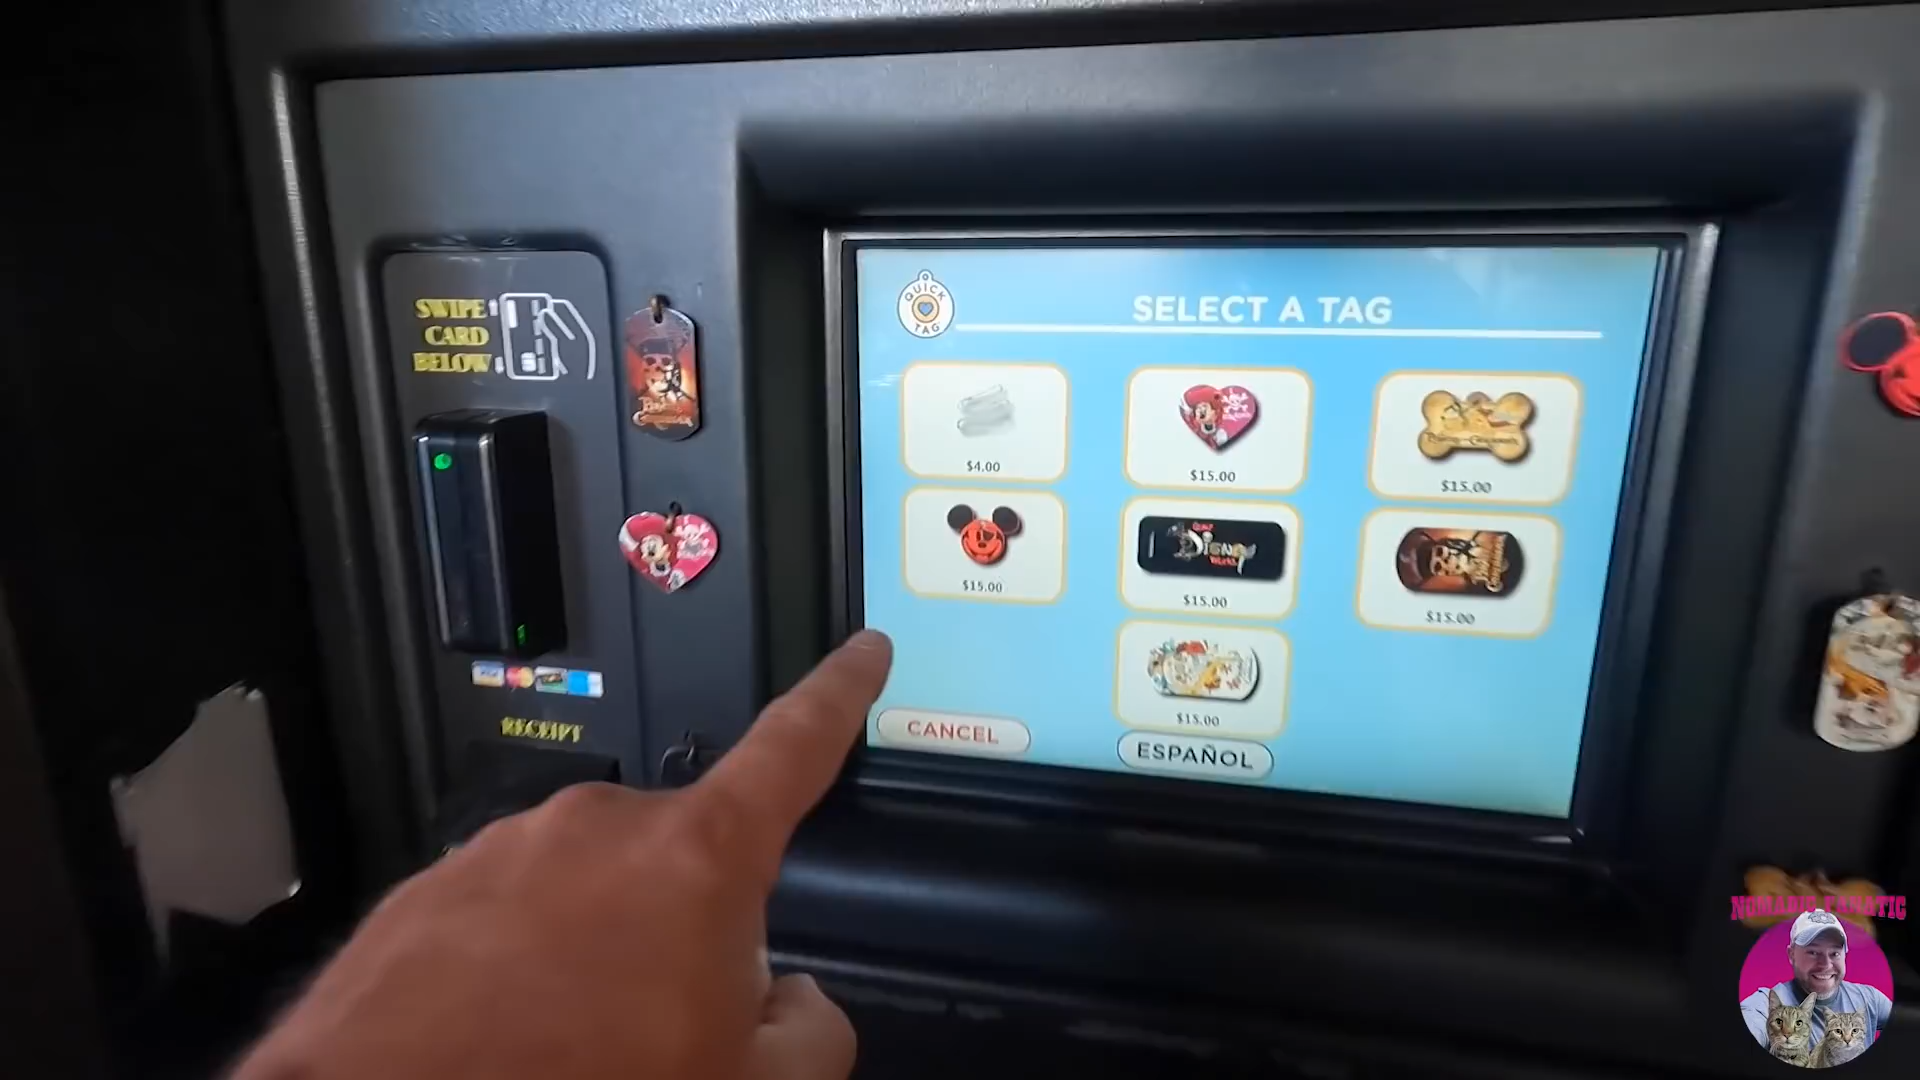 SWIPE
CARD
BELOW
RECEIPT
QUICK
TAG
SELECT A TAG
$4.00
$15.00
$15.00
$15.00
$15.00
$15.00
$15.00
Disney
CANCEL
ESPAÑOL
NOMADIC FANATIC